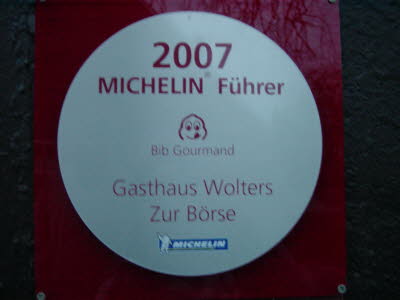 2007
MICHELIN® Führer
Bib Gourmand
Gasthaus Wolters
Zur Börse
MICHELIN